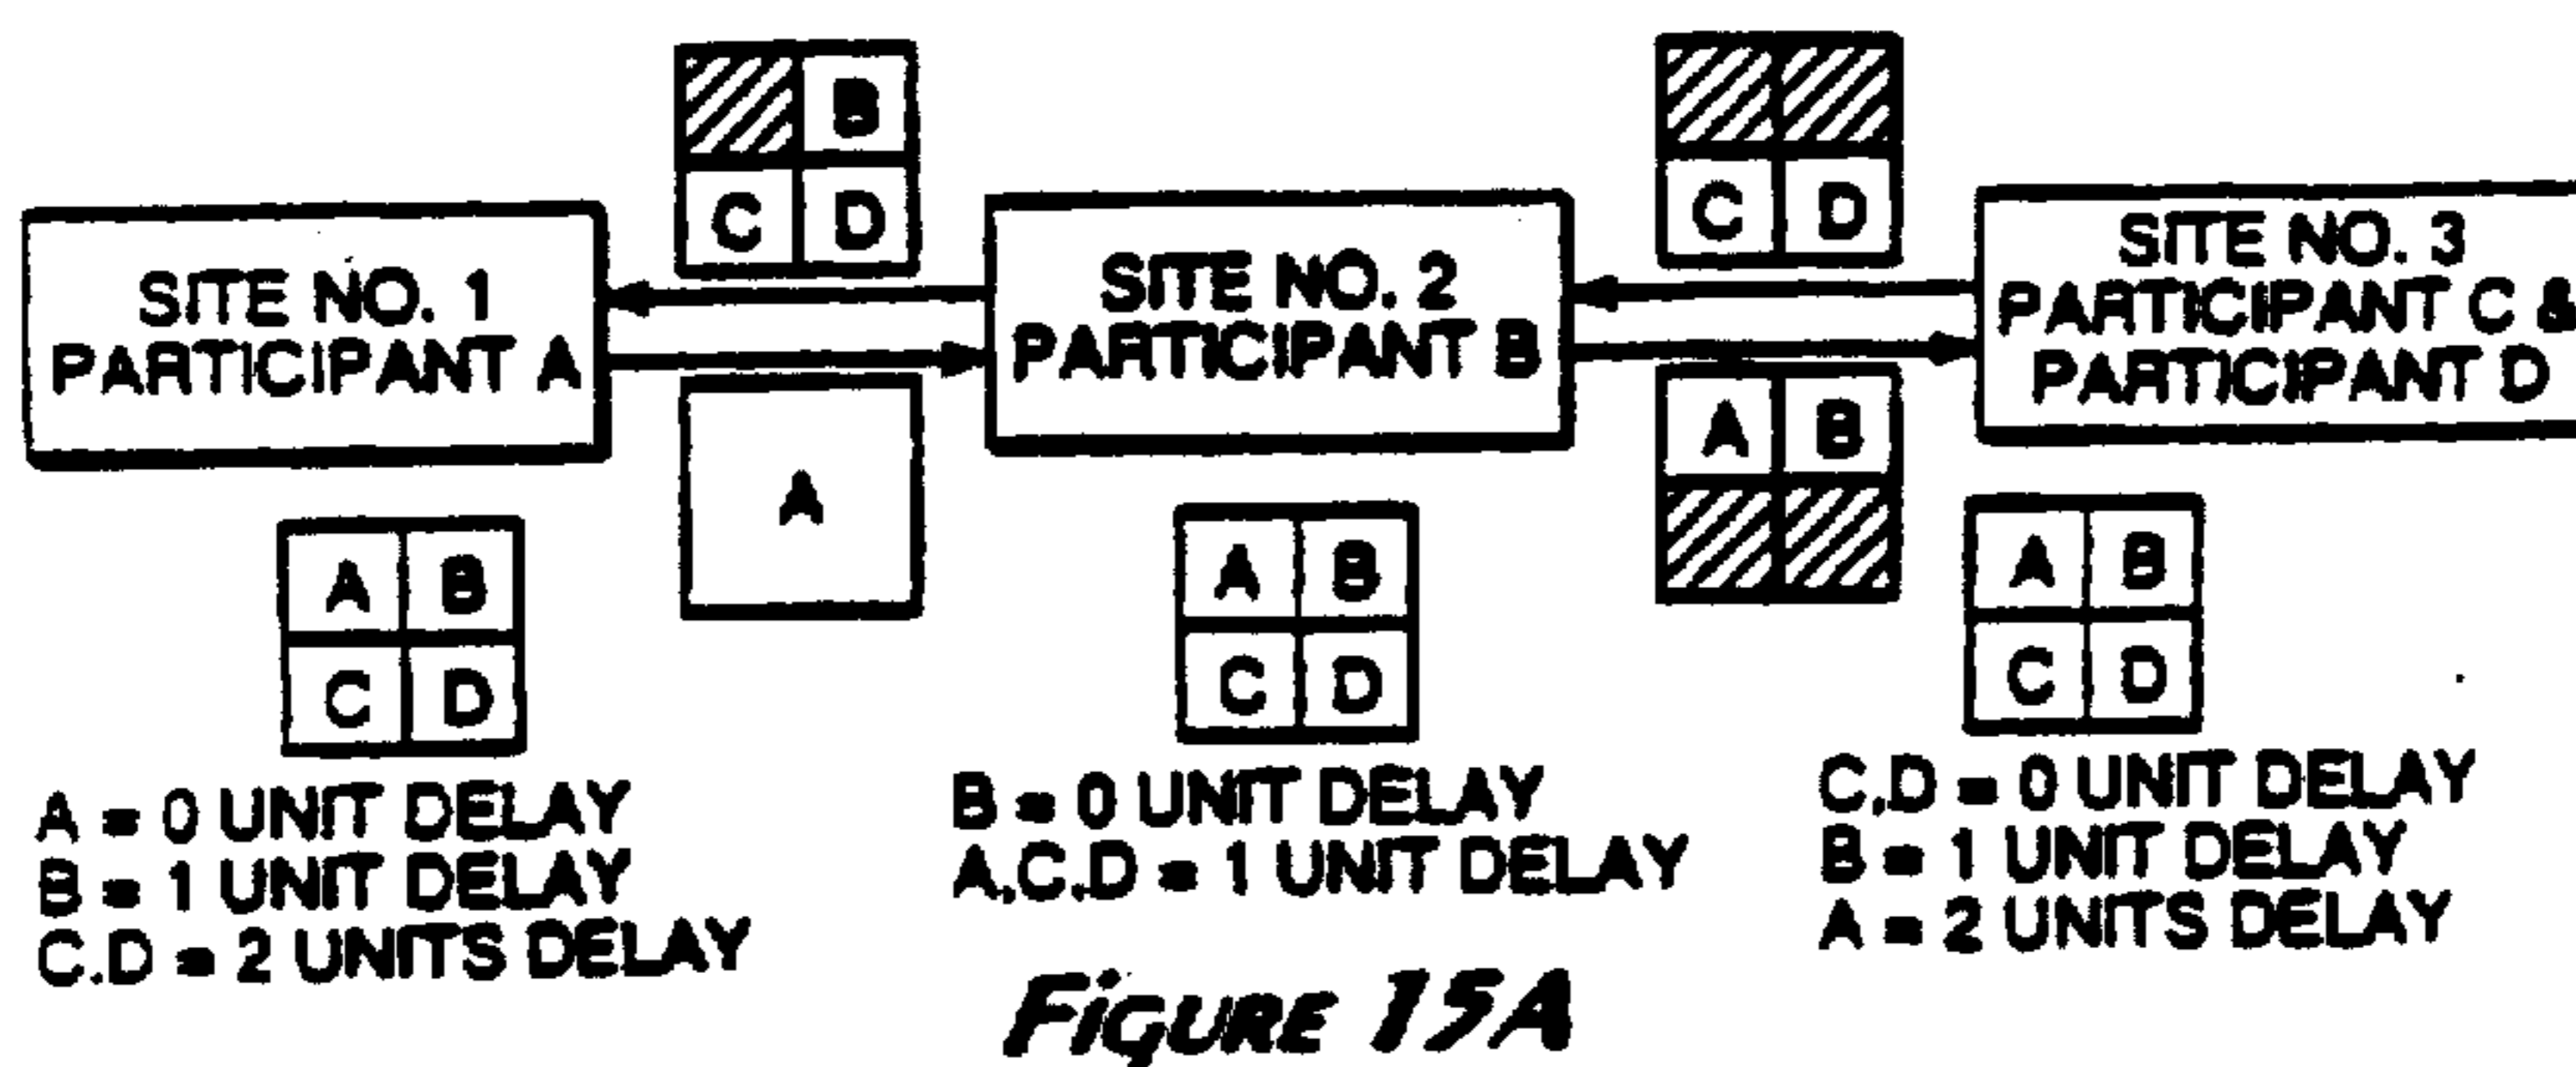 B
C D
C D
SITE NO. 1
PARTICIPANT A
SITE NO. 2
PARTICIPANT B
SITE NO. 3
PARTICIPANT C &
PARTICIPANT D
A
A B
A B
C D
A B
C D
A B
C D
A = 0 UNIT DELAY
B = 1 UNIT DELAY
C,D = 2 UNITS DELAY
B = 0 UNIT DELAY
A,C,D = 1 UNIT DELAY
C,D = 0 UNIT DELAY
B = 1 UNIT DELAY
A = 2 UNITS DELAY
FIGURE 15A